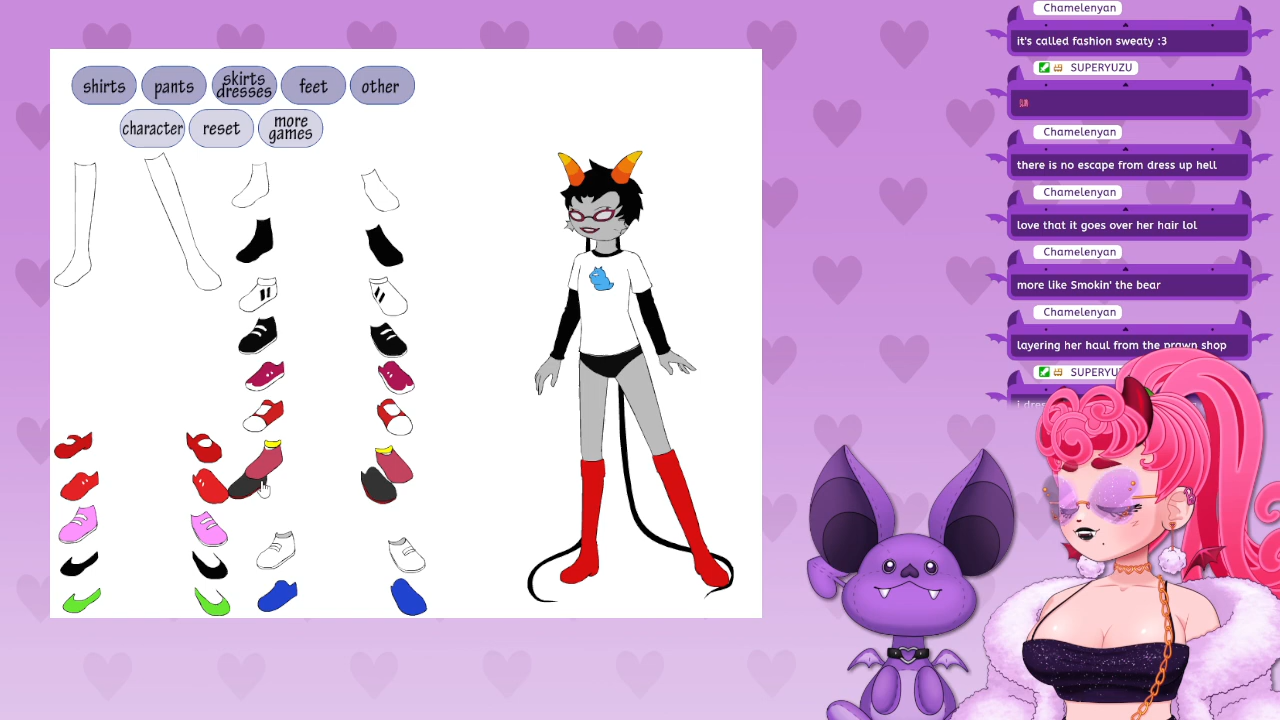 shirts
pants
skirts
dresses
feet
other
character
reset
more
games
Chamelenyan
it's called fashion sweaty :3
SUPERYUZU
Chamelenyan
there is no escape from dress up hell
Chamelenyan
love that it goes over her hair lol
Chamelenyan
more like Smokin' the bear
Chamelenyan
layering her haul from the prawn shop